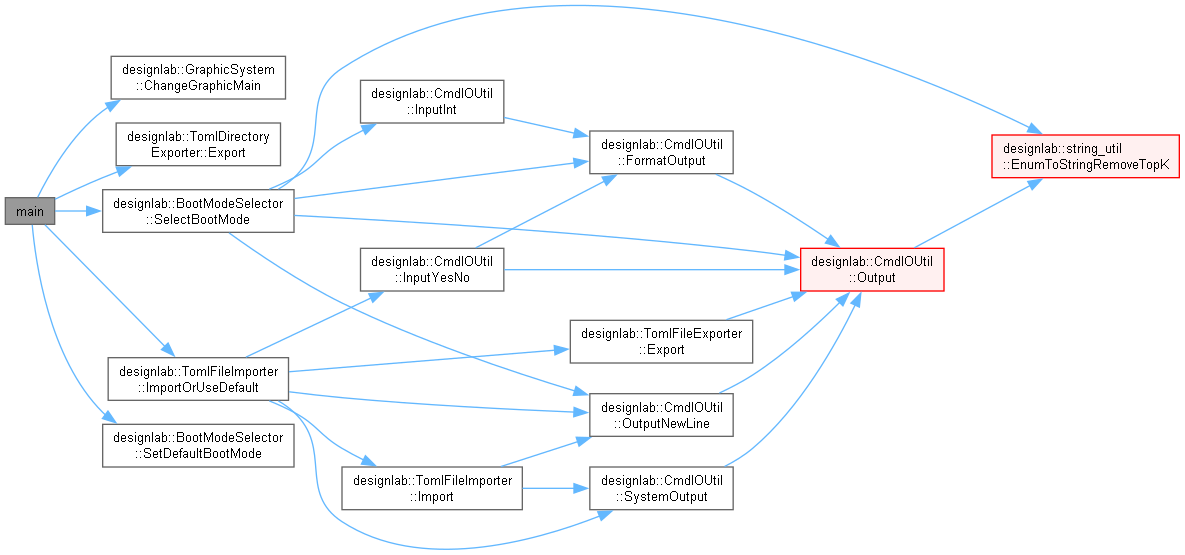 main
designlab::GraphicSystem
::ChangeGraphicMain
designlab::TomlDirectory
Exporter::Export
designlab::BootModeSelector
::SelectBootMode
designlab::TomlFileImporter
::ImportOrUseDefault
designlab::BootModeSelector
::SetDefaultBootMode
designlab::CmdIOUtil
::InputInt
designlab::CmdIOUtil
::InputYesNo
designlab::TomlFileImporter
::Import
designlab::CmdIOUtil
::FormatOutput
designlab::TomlFileExporter
::Export
designlab::CmdIOUtil
::OutputNewLine
designlab::CmdIOUtil
::SystemOutput
designlab::CmdIOUtil
::Output
designlab::string_util
::EnumToStringRemoveTopK